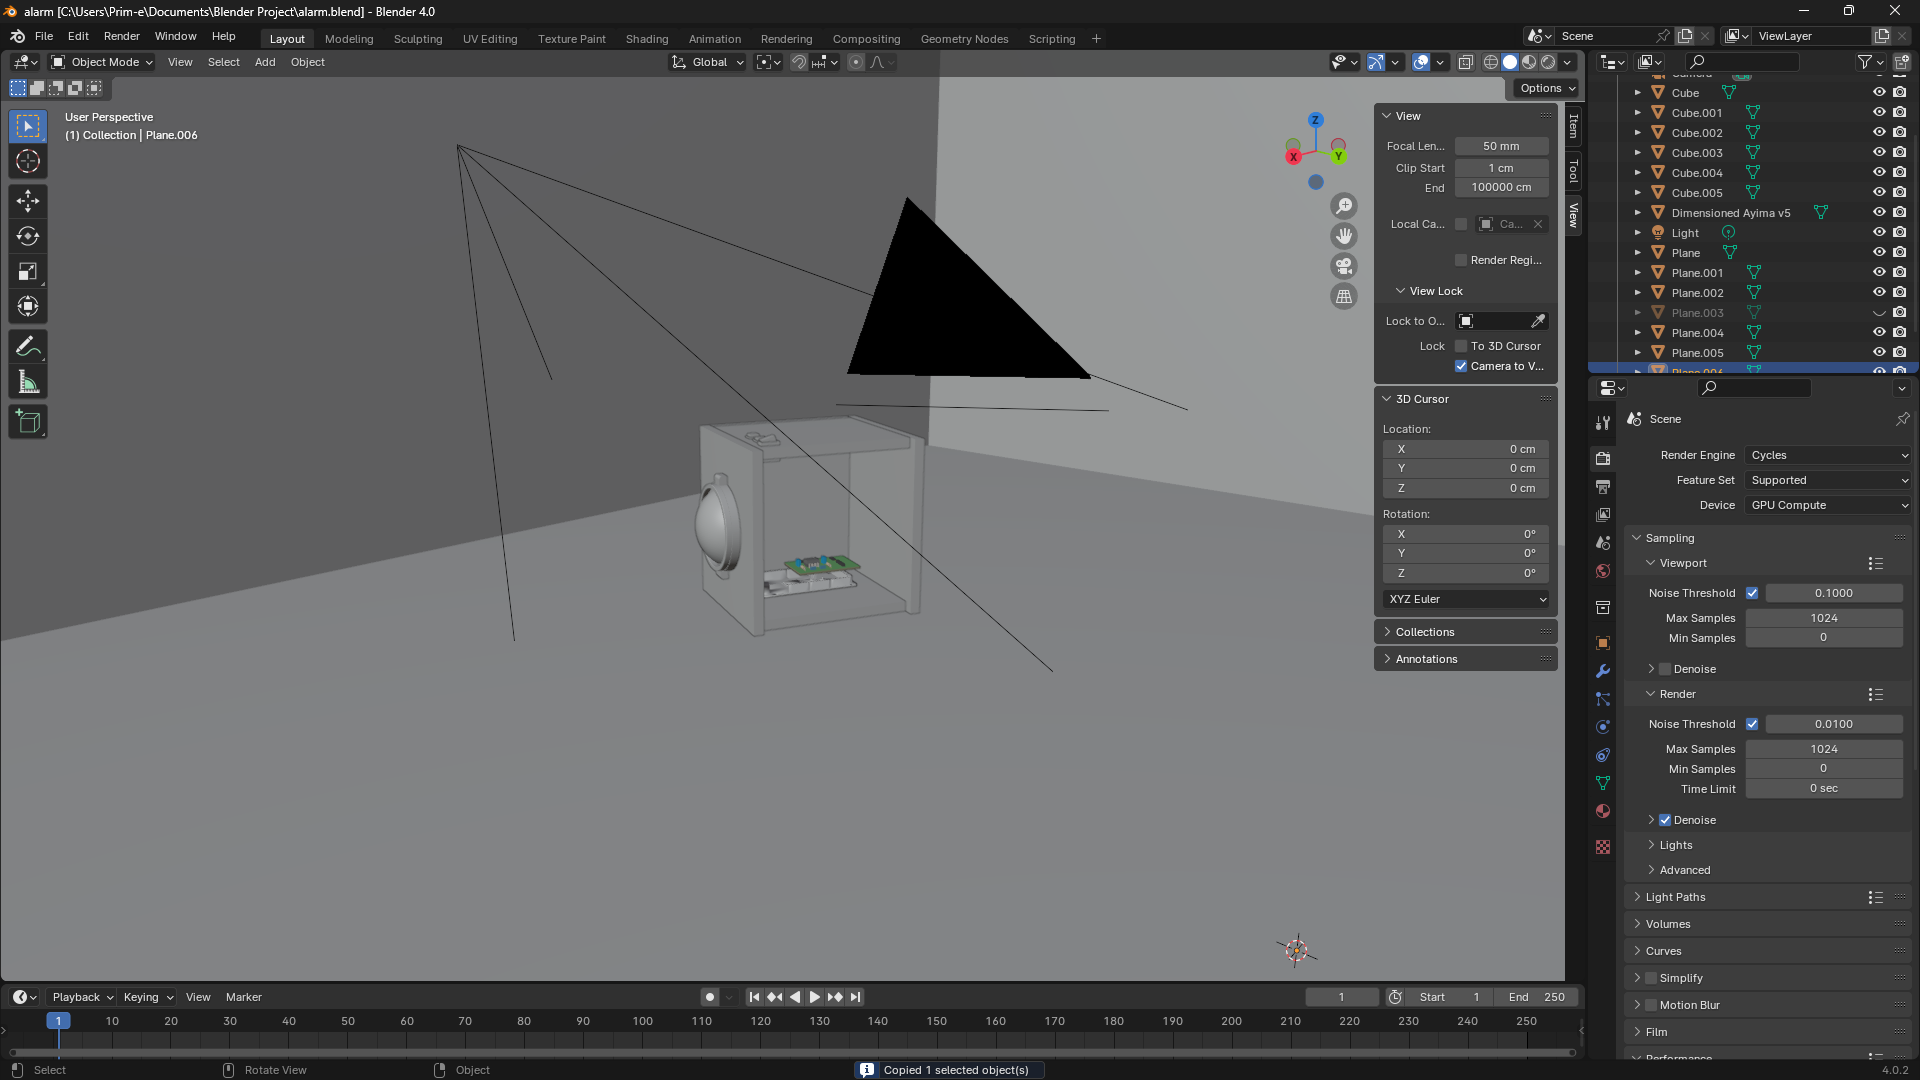 alarm [C:\Users\Prim-e\Documents\Blender Project\alarm.blend] - Blender 4.0
File Edit Render Window Help
Layout Modeling Sculpting UV Editing Texture Paint Shading Animation Rendering Compositing Geometry Nodes Scripting
Scene
ViewLayer
Object Mode View Select Add Object
Global
Options
User Perspective
(1) Collection | Plane.006
Z
X
Y
View
Focal Len... 50 mm
Clip Start 1 cm
End 100000 cm
Local Ca... Ca...
Render Regi...
View Lock
Lock to O...
Lock To 3D Cursor
Camera to V...
3D Cursor
Location:
X 0 cm
Y 0 cm
Z 0 cm
Rotation:
X 0°
Y 0°
Z 0°
XYZ Euler
Collections
Annotations
Item
Tool
View
Camera
Cube
Cube.001
Cube.002
Cube.003
Cube.004
Cube.005
Dimensioned Ayima v5
Light
Plane
Plane.001
Plane.002
Plane.003
Plane.004
Plane.005
Plane.006
Scene
Render Engine Cycles
Feature Set Supported
Device GPU Compute
Sampling
Viewport
Noise Threshold 0.1000
Max Samples 1024
Min Samples 0
Denoise
Render
Noise Threshold 0.0100
Max Samples 1024
Min Samples 0
Time Limit 0 sec
Denoise
Lights
Advanced
Light Paths
Volumes
Curves
Simplify
Motion Blur
Film
Performance
Playback Keying View Marker
1 Start 1 End 250
1 10 20 30 40 50 60 70 80 90 100 110 120 130 140 150 160 170 180 190 200 210 220 230 240 250
Select Rotate View Object
Copied 1 selected object(s)
4.0.2